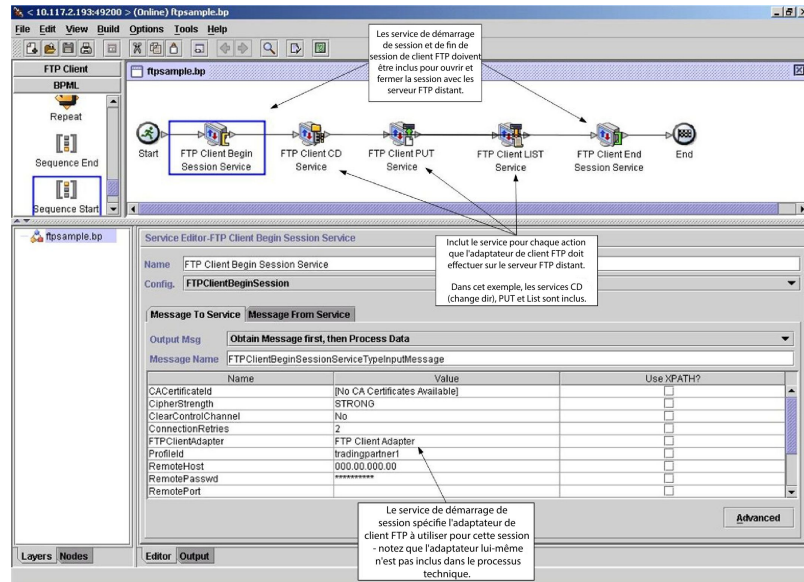 < 10.117.2.193:49200 > (Online) ftpsample.bp
File Edit View Build Options Tools Help
FTP Client
BPML
Repeat
Sequence End
Sequence Start
ftpsample.bp
Les service de démarrage
de session et de fin de
session de client FTP doivent
être inclus pour ouvrir et
fermer la session avec les
serveur FTP distant.
Start
FTP Client Begin
Session Service
FTP Client CD
Service
FTP Client PUT
Service
FTP Client LIST
Service
FTP Client End
Session Service
End
Inclut le service pour chaque action
que l'adaptateur de client FTP doit
effectuer sur le serveur FTP distant.
Dans cet exemple, les services CD
(change dir), PUT et List sont inclus.
ftpsample.bp
Service Editor-FTP Client Begin Session Service
Name FTP Client Begin Session Service
Config. FTPClientBeginSession
Message To Service Message From Service
Output Msg Obtain Message first, then Process Data
Message Name FTPClientBeginSessionServiceTypeInputMessage
Name Value Use XPATH?
CACertificateId [No CA Certificates Available]
CipherStrength STRONG
ClearControlChannel No
ConnectionRetries 2
FTPClientAdapter FTP Client Adapter
ProfileId tradingpartner1
RemoteHost 000.00.000.00
RemotePasswd **********
RemotePort
Le service de démarrage de
session spécifie l'adaptateur de
client FTP à utiliser pour cette session
- notez que l'adaptateur lui-même
n'est pas inclus dans le processus
technique.
Advanced
Layers Nodes
Editor Output